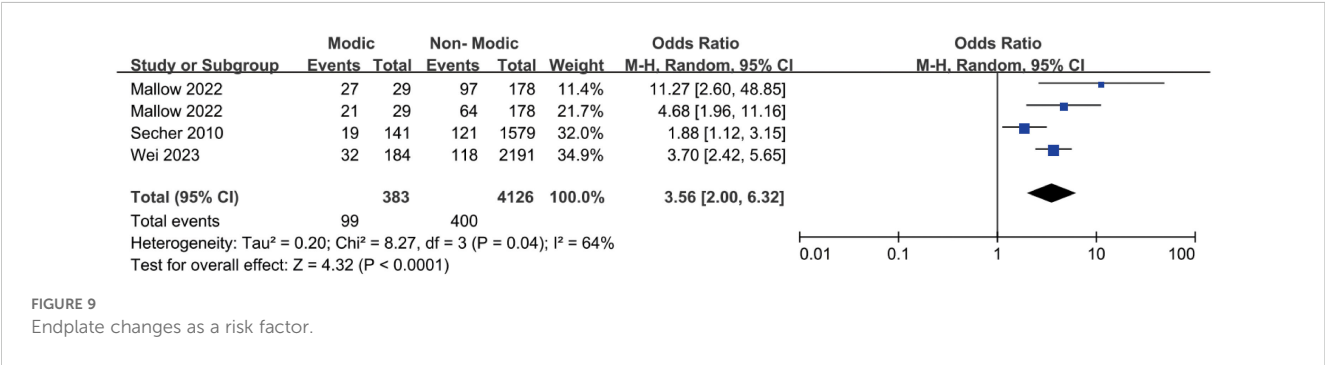 Modic Non- Modic Odds Ratio Odds Ratio
Study or Subgroup Events Total Events Total Weight M-H, Random, 95% CI M-H, Random, 95% CI
Mallow 2022 27 29 97 178 11.4% 11.27 [2.60, 48.85]
Mallow 2022 21 29 64 178 21.7% 4.68 [1.96, 11.16]
Secher 2010 19 141 121 1579 32.0% 1.88 [1.12, 3.15]
Wei 2023 32 184 118 2191 34.9% 3.70 [2.42, 5.65]
Total (95% CI) 383 4126 100.0% 3.56 [2.00, 6.32]
Total events 99 400
Heterogeneity: Tau² = 0.20; Chi² = 8.27, df = 3 (P = 0.04); I² = 64%
Test for overall effect: Z = 4.32 (P < 0.0001)
0.01 0.1 1 10 100
FIGURE 9
Endplate changes as a risk factor.